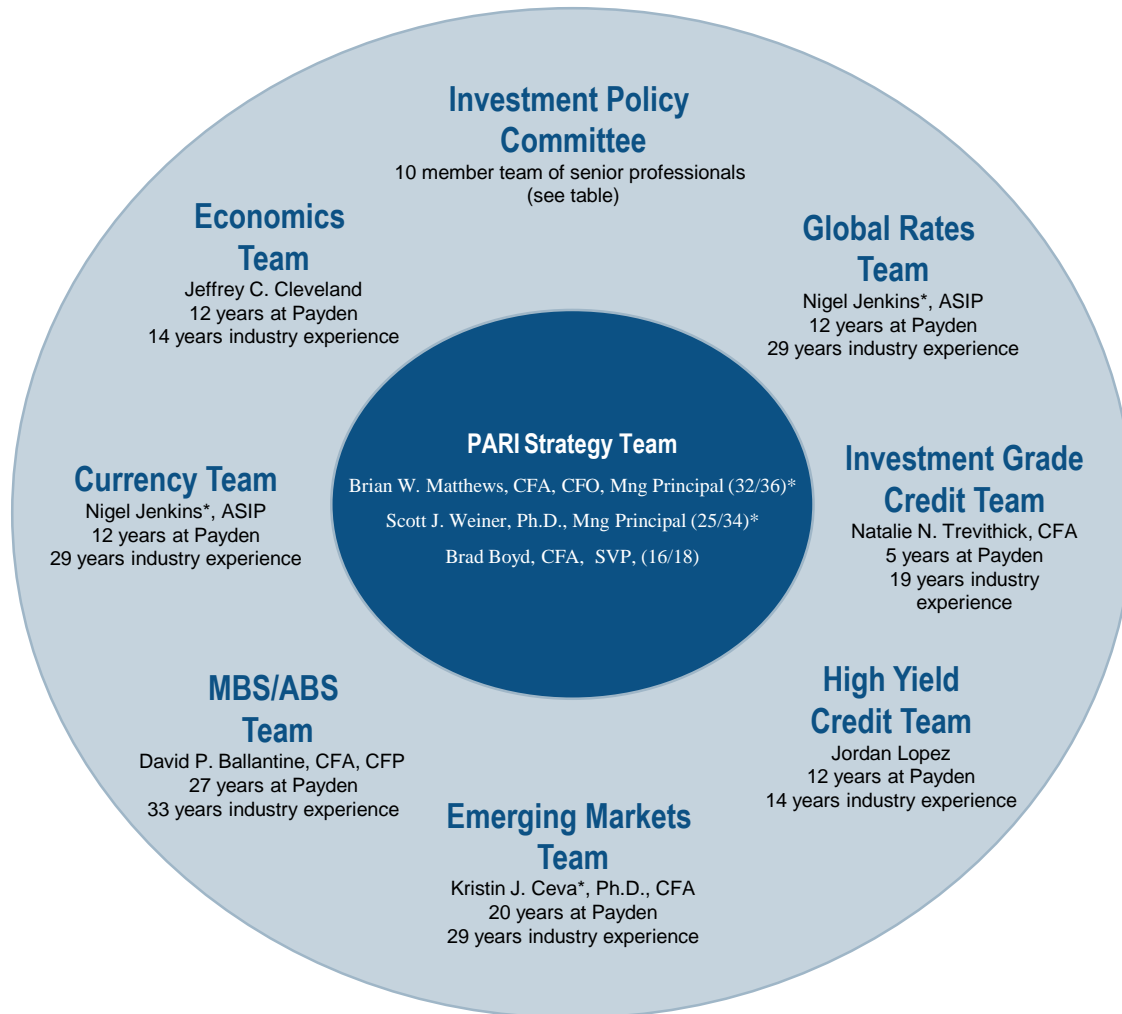 Investment Policy
Committee
10 member team of senior professionals
(see table)
Economics
Team
Jeffrey C. Cleveland
12 years at Payden
14 years industry experience
Global Rates
Team
Nigel Jenkins*, ASIP
12 years at Payden
29 years industry experience
PARI Strategy Team
Brian W. Matthews, CFA, CFO, Mng Principal (32/36)*
Scott J. Weiner, Ph.D., Mng Principal (25/34)*
Brad Boyd, CFA, SVP, (16/18)
Currency Team
Nigel Jenkins*, ASIP
12 years at Payden
29 years industry experience
Investment Grade
Credit Team
Natalie N. Trevithick, CFA
5 years at Payden
19 years industry
experience
MBS/ABS
Team
David P. Ballantine, CFA, CFP
27 years at Payden
33 years industry experience
High Yield
Credit Team
Jordan Lopez
12 years at Payden
14 years industry experience
Emerging Markets
Team
Kristin J. Ceva*, Ph.D., CFA
20 years at Payden
29 years industry experience